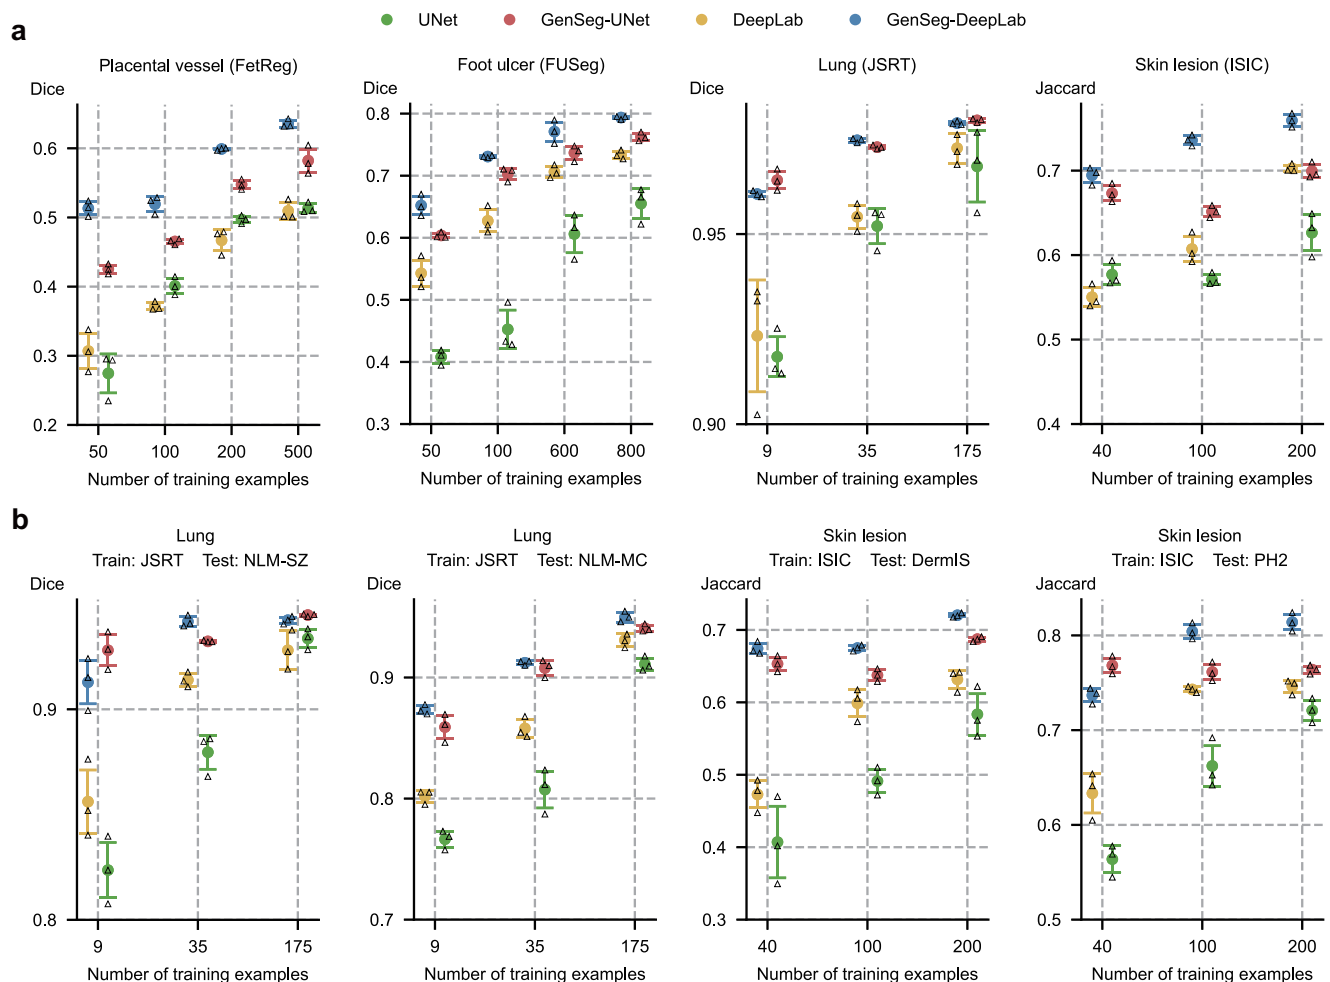 UNet GenSeg-UNet DeepLab GenSeg-DeepLab
a
Placental vessel (FetReg)
Dice
0.6
0.5
0.4
0.3
0.2
50 100 200 500
Number of training examples
Foot ulcer (FUSeg)
Dice
0.8
0.7
0.6
0.5
0.4
0.3
50 100 600 800
Number of training examples
Lung (JSRT)
Dice
0.95
0.90
9 35 175
Number of training examples
Skin lesion (ISIC)
Jaccard
0.7
0.6
0.5
0.4
40 100 200
Number of training examples
b
Lung
Train: JSRT Test: NLM-SZ
Dice
0.9
0.8
9 35 175
Number of training examples
Lung
Train: JSRT Test: NLM-MC
Dice
0.9
0.8
0.7
9 35 175
Number of training examples
Skin lesion
Train: ISIC Test: DermIS
Jaccard
0.7
0.6
0.5
0.4
0.3
40 100 200
Number of training examples
Skin lesion
Train: ISIC Test: PH2
Jaccard
0.8
0.7
0.6
0.5
40 100 200
Number of training examples